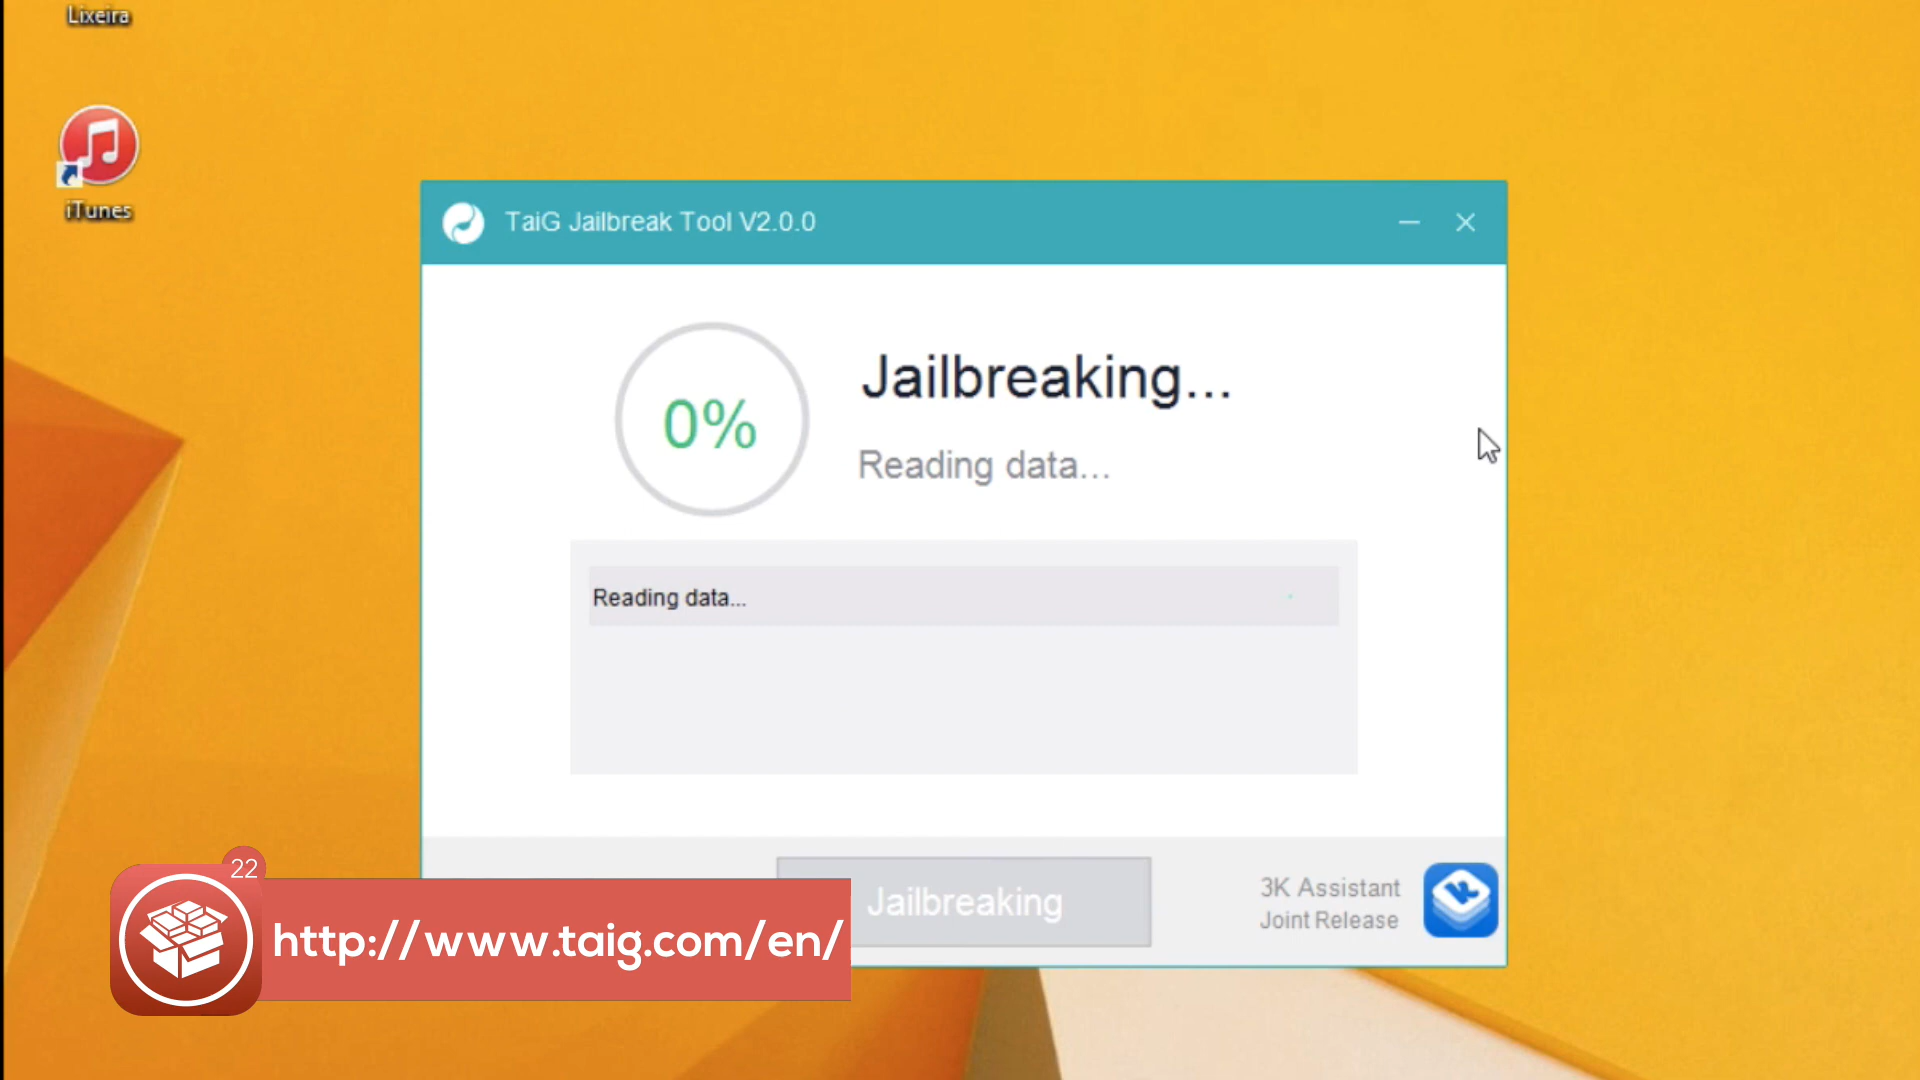 Lixeira
iTunes
TaiG Jailbreak Tool V2.0.0
0%
Jailbreaking...
Reading data...
Reading data...
Jailbreaking
3K Assistant
Joint Release
22
http://www.taig.com/en/